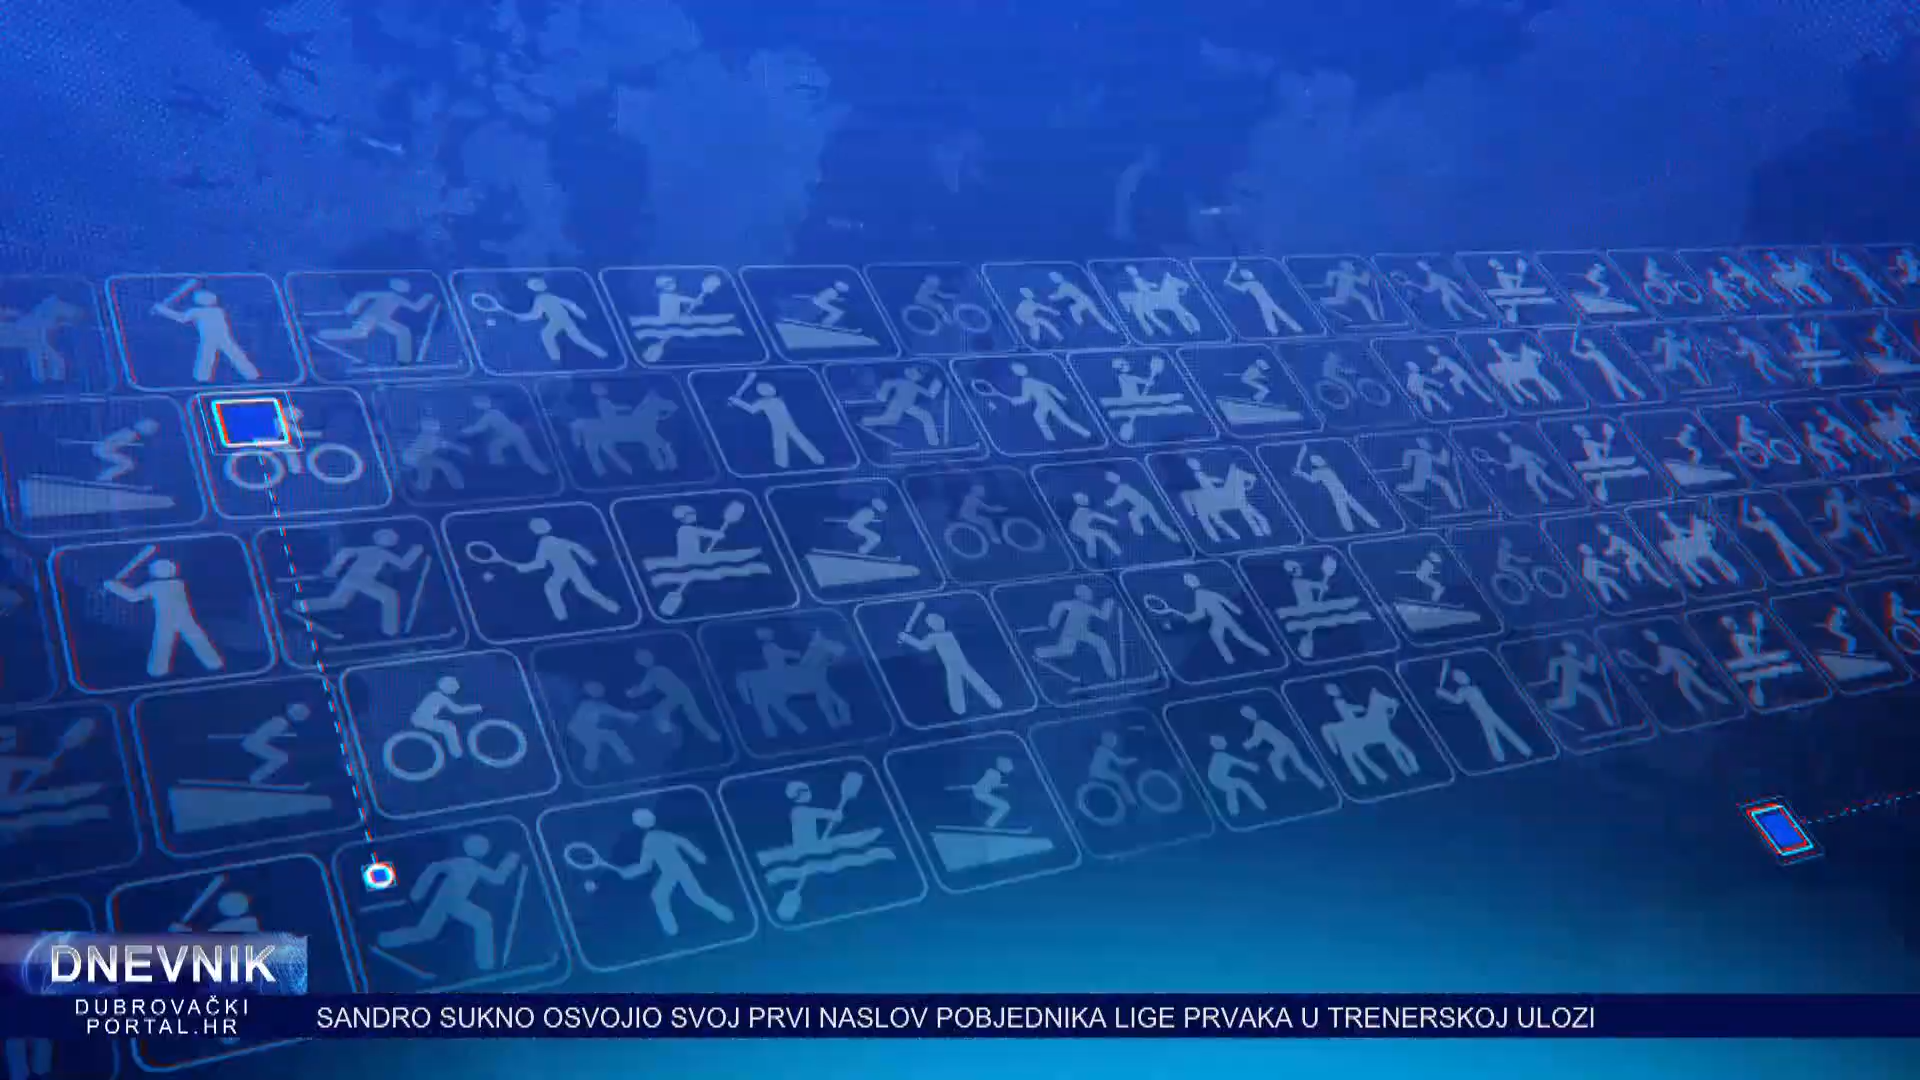 DNEVNIK
DUBROVAČKI
PORTAL.HR
SANDRO SUKNO OSVOJIO SVOJ PRVI NASLOV POBJEDNIKA LIGE PRVAKA U TRENERSKOJ ULOZI